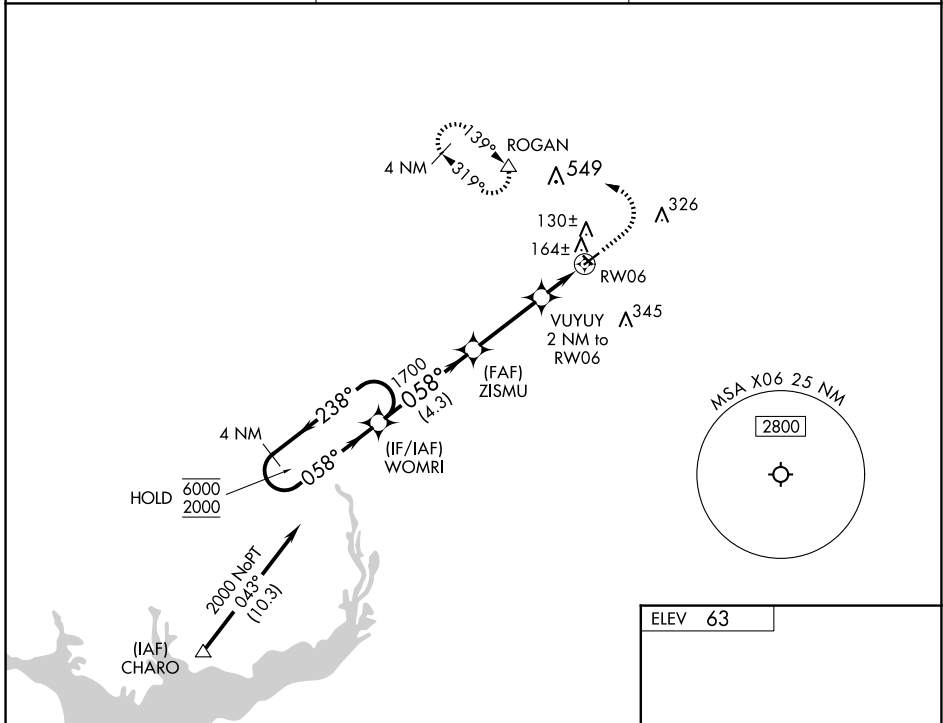 139°
319°
4 NM
ROGAN
549
326
130±
164±
RW06
345
VUYUY
2 NM to
RW06
(FAF)
ZISMU
1700
058°
(4.3)
238°
058°
4 NM
(IF/IAF)
WOMRI
HOLD 6000
2000
2000 NoPT
043°
(10.3)
(IAF)
CHARO
MSA X06 25 NM
2800
ELEV 63